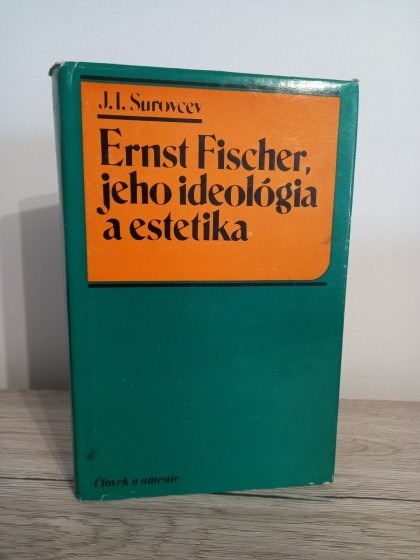 J. I. Surovcev
Ernst Fischer,
jeho ideológia
a estetika
Človek a umenie